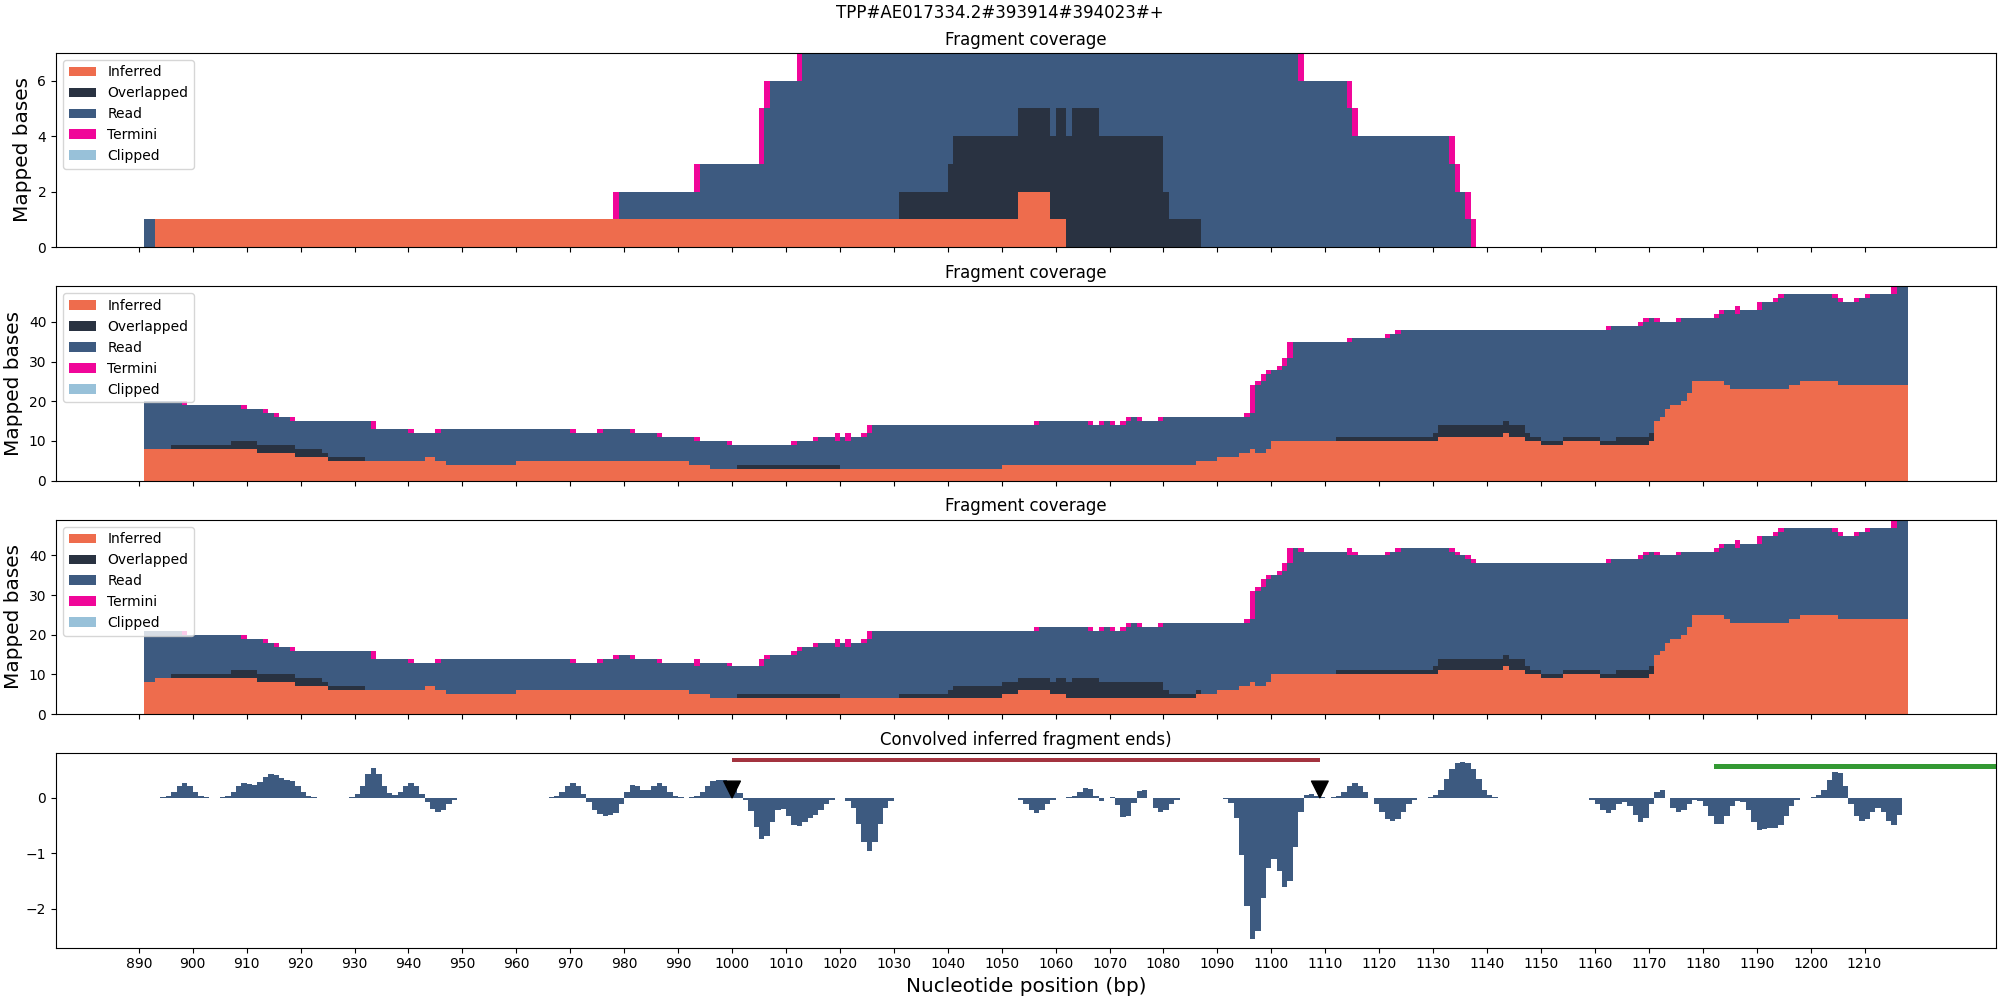 TPP#AE017334.2#393914#394023#+
Fragment coverage
Mapped bases
6
4
2
0
Inferred
Overlapped
Read
Termini
Clipped
Fragment coverage
Mapped bases
40
30
20
10
0
Inferred
Overlapped
Read
Termini
Clipped
Fragment coverage
Mapped bases
40
30
20
10
0
Inferred
Overlapped
Read
Termini
Clipped
Convolved inferred fragment ends)
0
−1
−2
890 900 910 920 930 940 950 960 970 980 990 1000 1010 1020 1030 1040 1050 1060 1070 1080 1090 1100 1110 1120 1130 1140 1150 1160 1170 1180 1190 1200 1210
Nucleotide position (bp)